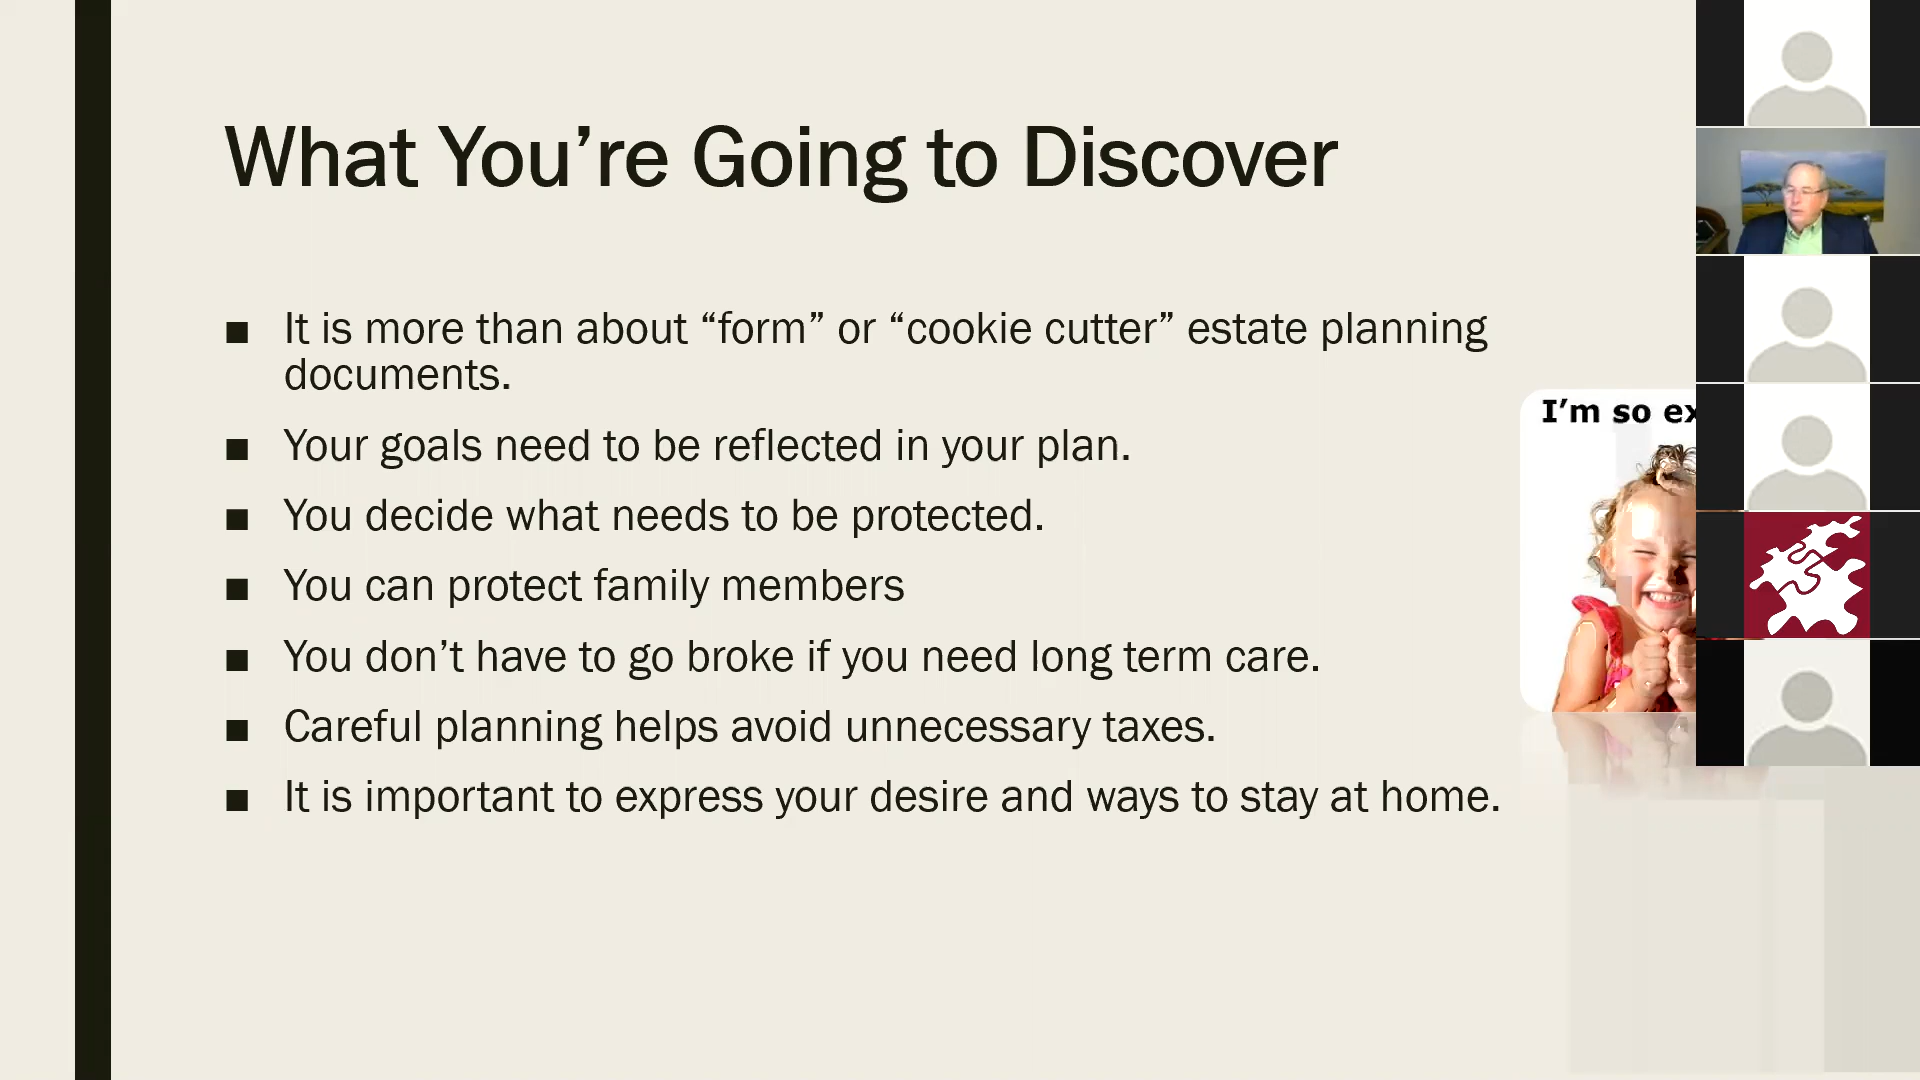 What You’re Going to Discover
■ It is more than about “form” or “cookie cutter” estate planning
documents.
■ Your goals need to be reflected in your plan.
■ You decide what needs to be protected.
■ You can protect family members
■ You don’t have to go broke if you need long term care.
■ Careful planning helps avoid unnecessary taxes.
■ It is important to express your desire and ways to stay at home.
I’m so ex